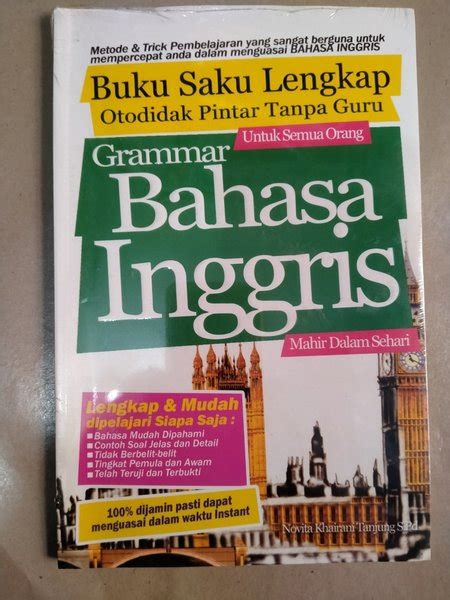 Metode & Trick Pembelajaran yang sangat berguna untuk
mempercepat anda dalam menguasai BAHASA INGGRIS
Buku Saku Lengkap
Otodidak Pintar Tanpa Guru
Untuk Semua Orang
Grammar
Bahasa
Inggris
Mahir Dalam Sehari
Lengkap & Mudah
dipelajari Siapa Saja :
Bahasa Mudah Dipahami
Contoh Soal Jelas dan Detail
Tidak Berbelit-belit
Tingkat Pemula dan Awam
Telah Teruji dan Terbukti
100% dijamin pasti dapat
menguasai dalam waktu Instant
Novita Khairani Tanjung S.Pd